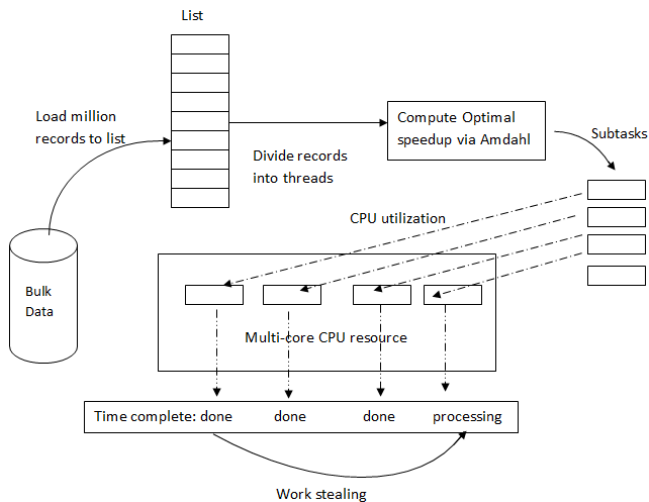 List
Load million
records to list
Compute Optimal
speedup via Amdahl
Subtasks
Divide records
into threads
CPU utilization
Bulk
Data
Multi-core CPU resource
Time complete: done done done processing
Work stealing